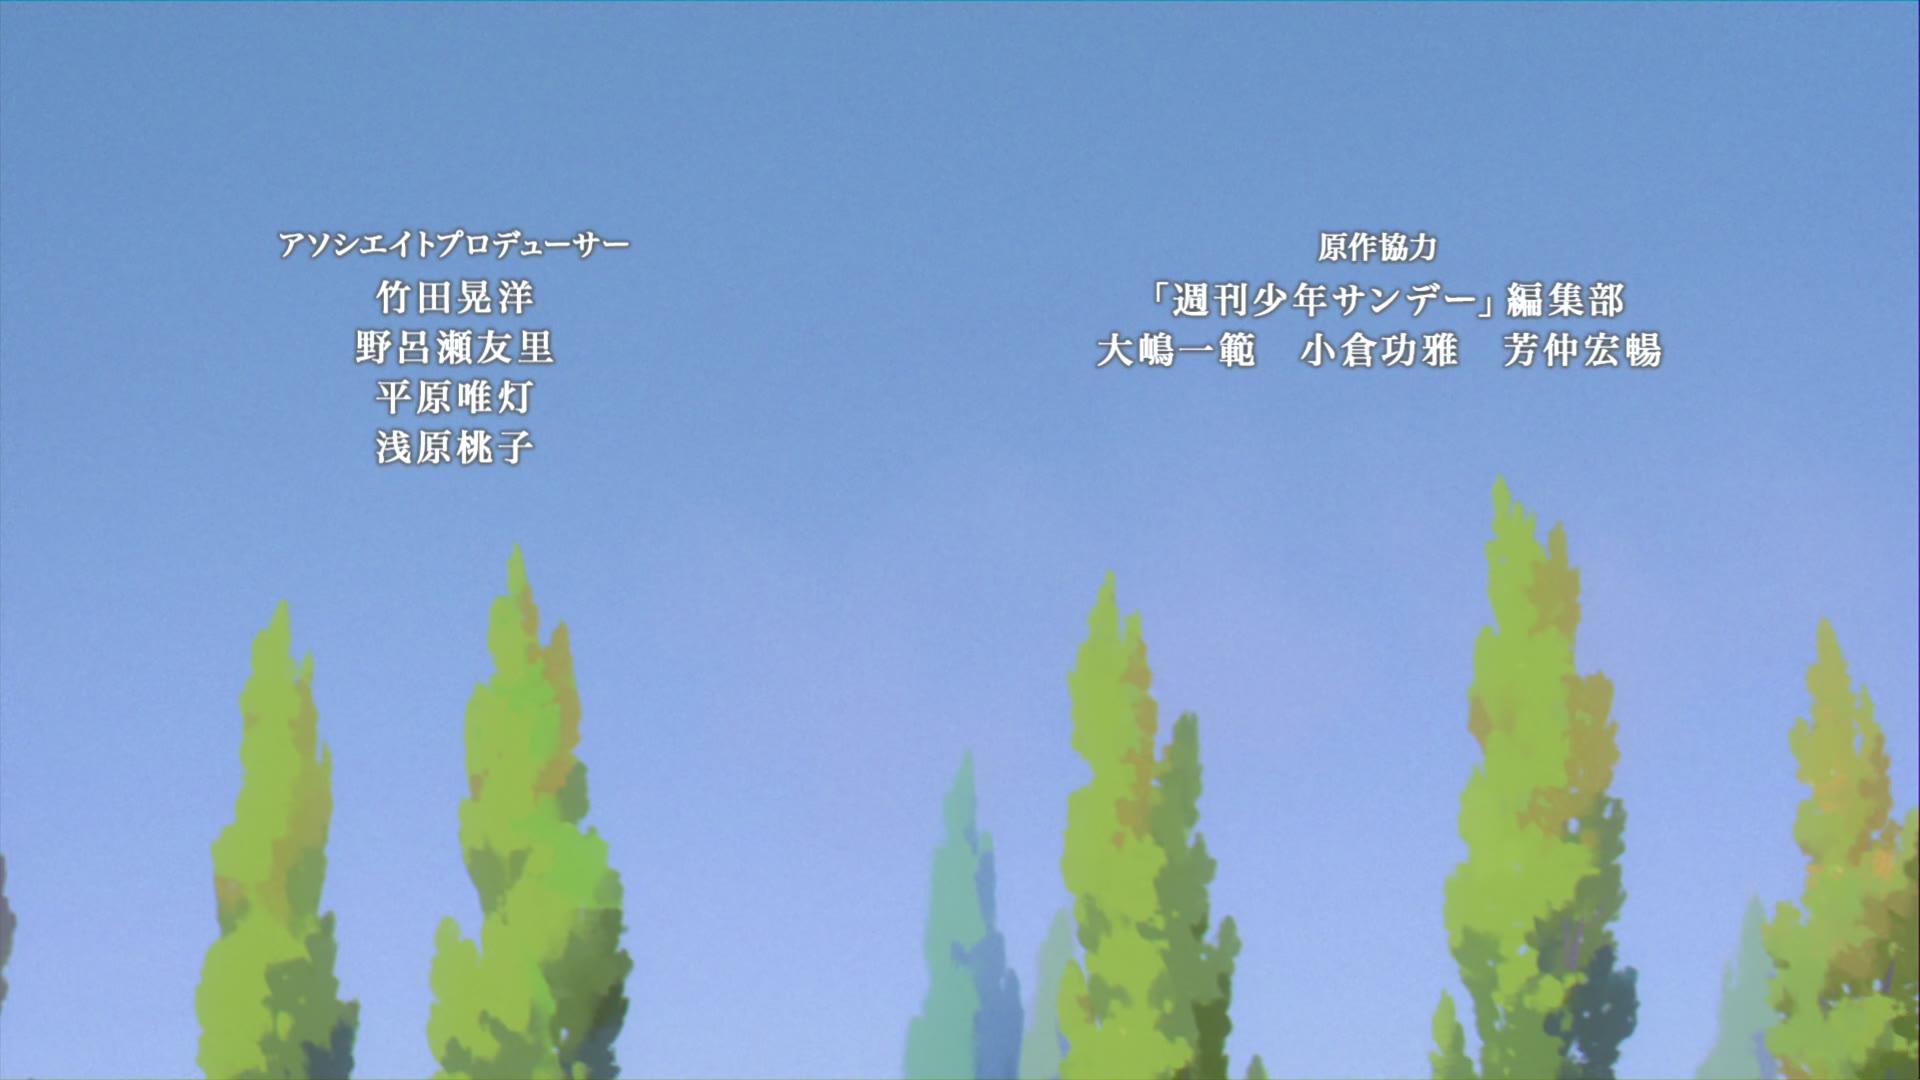 アソシエイトプロデューサー
竹田晃洋
野呂瀬友里
平原唯灯
浅原桃子
原作協力
「週刊少年サンデー」編集部
大嶋一範　小倉功雅　芳仲宏暢